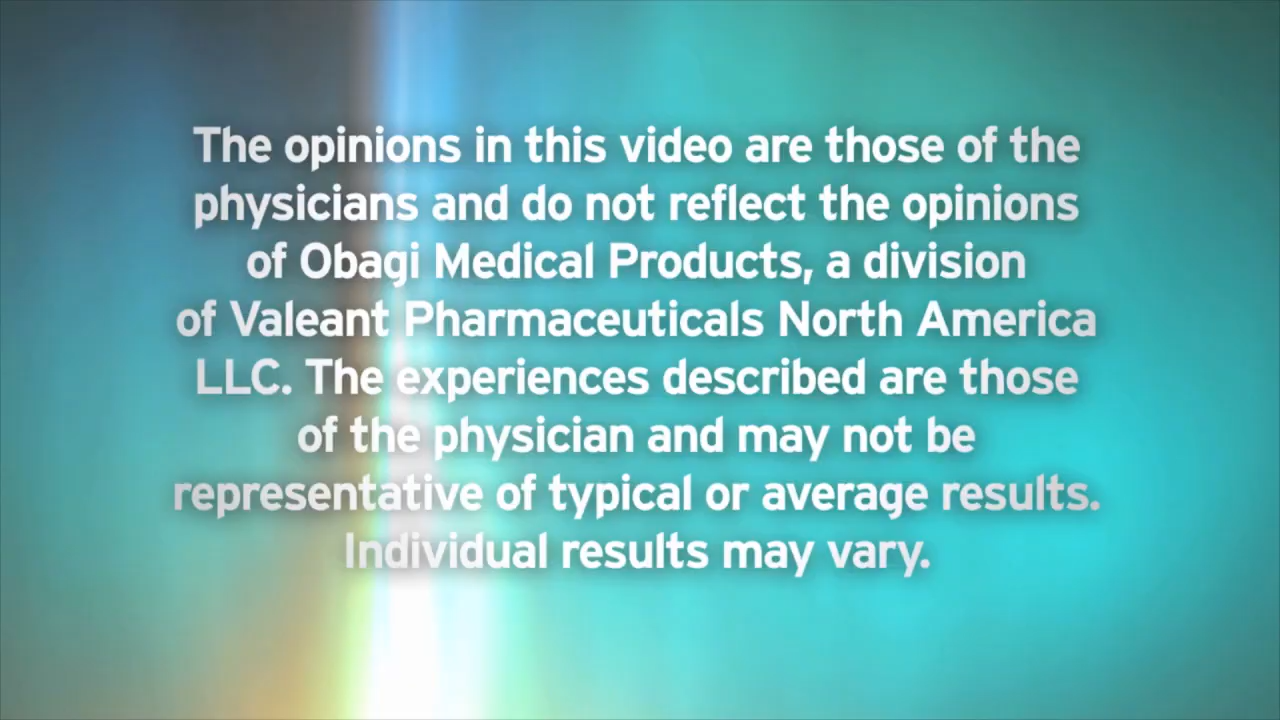 The opinions in this video are those of the
physicians and do not reflect the opinions
of Obagi Medical Products, a division
of Valeant Pharmaceuticals North America
LLC. The experiences described are those
of the physician and may not be
representative of typical or average results.
Individual results may vary.